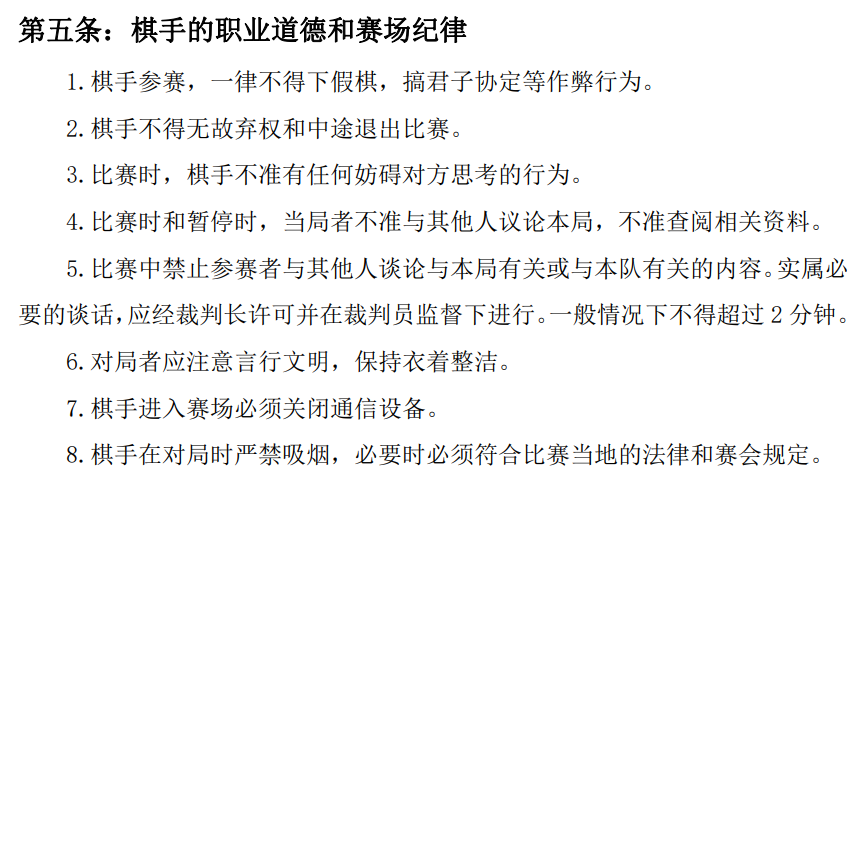 第五条：棋手的职业道德和赛场纪律
1.棋手参赛，一律不得下假棋，搞君子协定等作弊行为。
2.棋手不得无故弃权和中途退出比赛。
3.比赛时，棋手不准有任何妨碍对方思考的行为。
4.比赛时和暂停时，当局者不准与其他人议论本局，不准查阅相关资料。
5.比赛中禁止参赛者与其他人谈论与本局有关或与本队有关的内容。实属必
要的谈话，应经裁判长许可并在裁判员监督下进行。一般情况下不得超过 2 分钟。
6.对局者应注意言行文明，保持衣着整洁。
7.棋手进入赛场必须关闭通信设备。
8.棋手在对局时严禁吸烟，必要时必须符合比赛当地的法律和赛会规定。